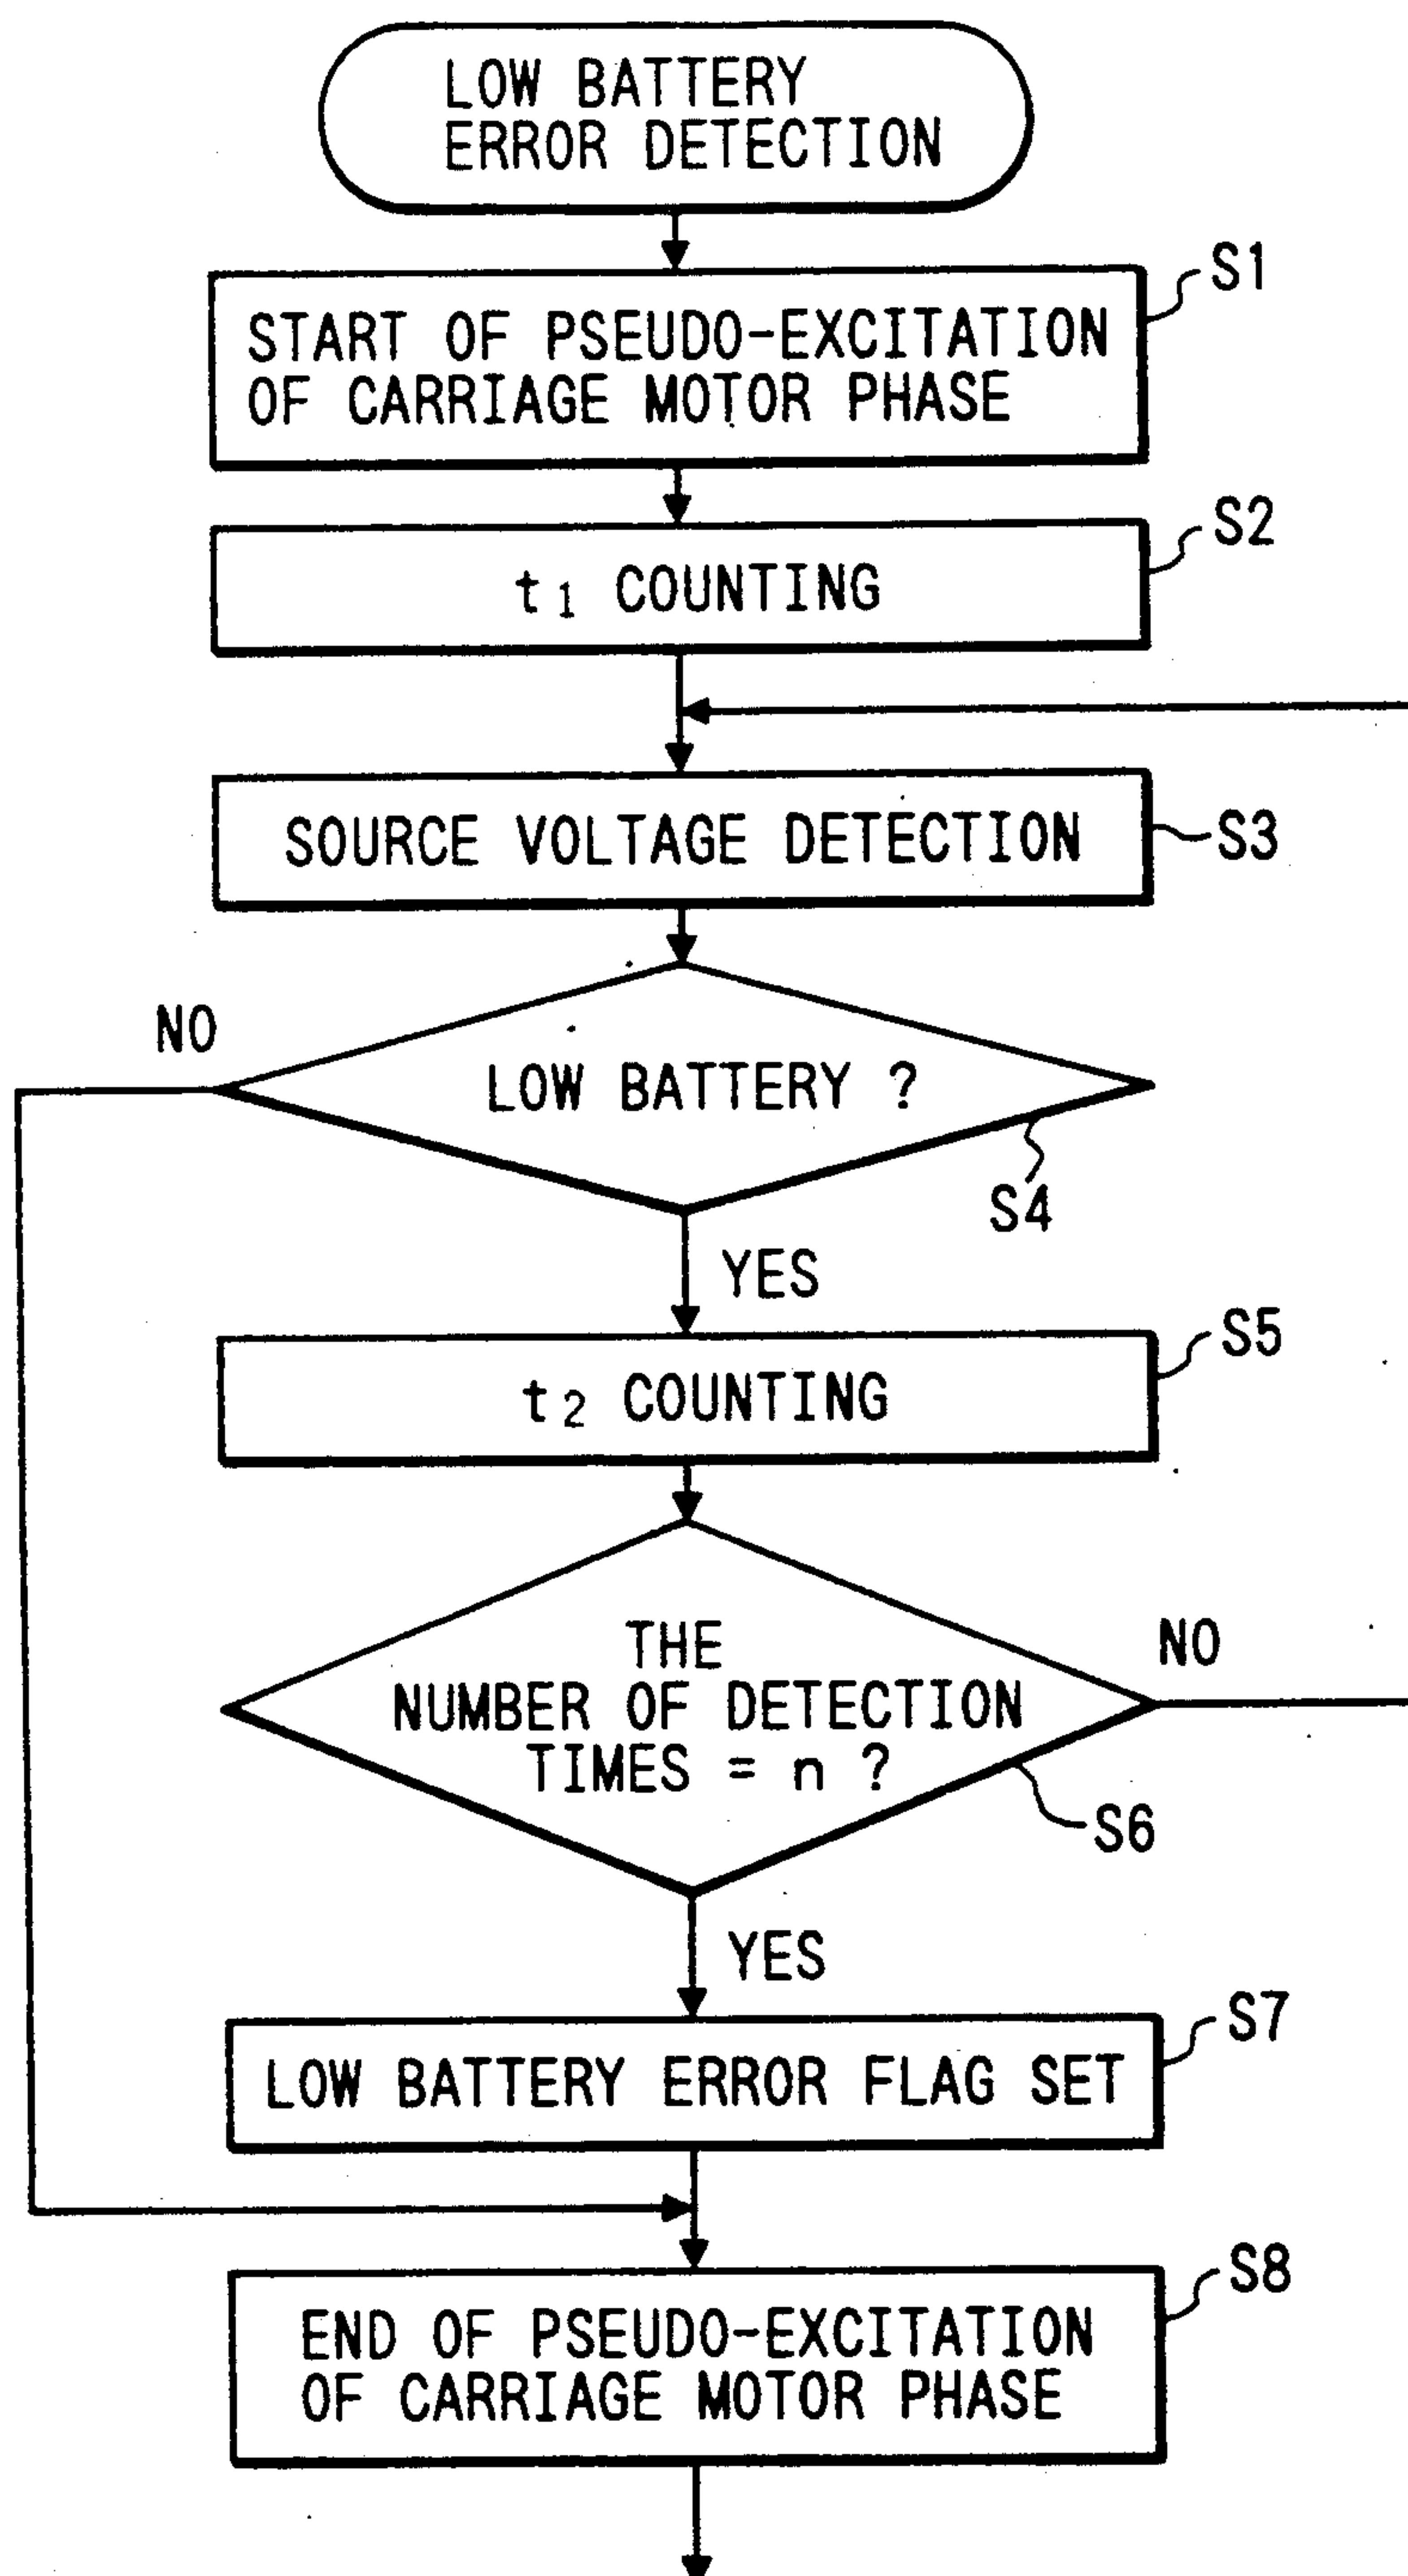 LOW BATTERY
ERROR DETECTION
S1
START OF PSEUDO-EXCITATION
OF CARRIAGE MOTOR PHASE
S2
t1 COUNTING
SOURCE VOLTAGE DETECTION
S3
NO
LOW BATTERY ?
S4
YES
S5
t2 COUNTING
THE
NUMBER OF DETECTION
TIMES = n ?
NO
S6
YES
S7
LOW BATTERY ERROR FLAG SET
S8
END OF PSEUDO-EXCITATION
OF CARRIAGE MOTOR PHASE